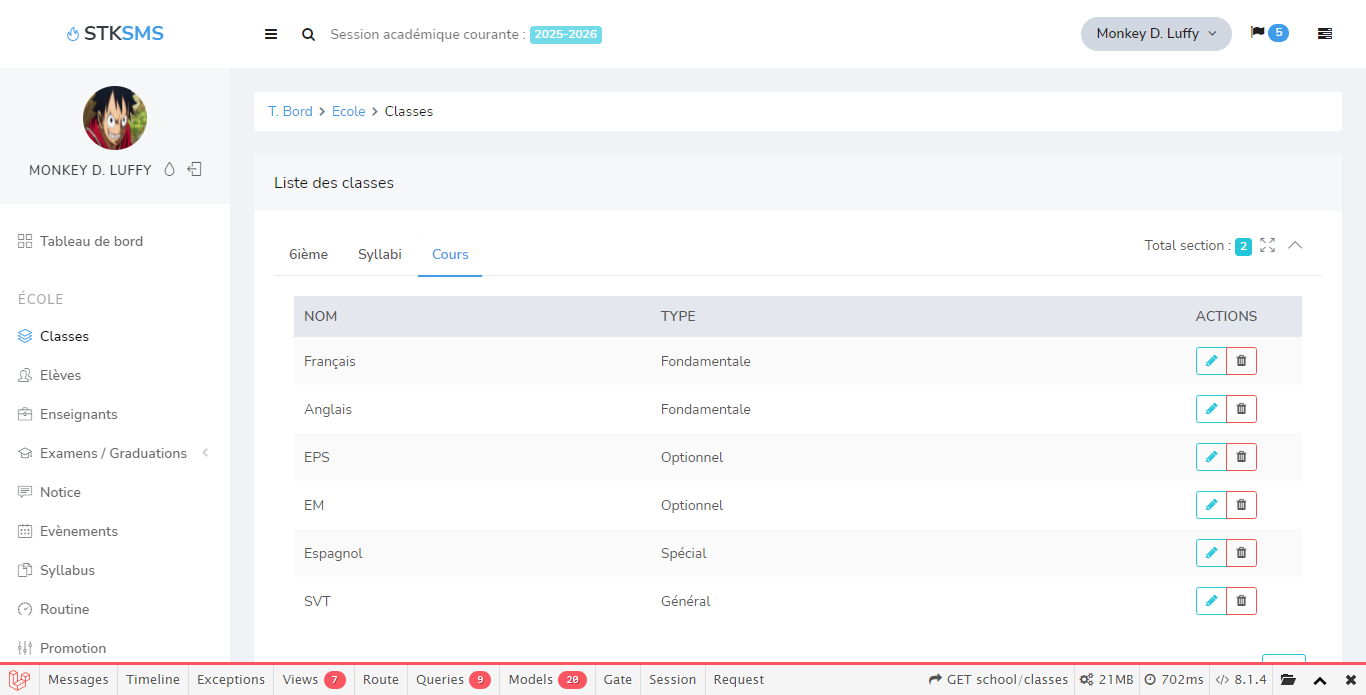 STKSMS
Session académique courante : 2025-2026
Monkey D. Luffy
5
MONKEY D. LUFFY
Tableau de bord
ÉCOLE
Classes
Elèves
Enseignants
Examens / Graduations
Notice
Evènements
Syllabus
Routine
Promotion
T. Bord > Ecole > Classes
Liste des classes
6ième Syllabi Cours
Total section : 2
NOM TYPE ACTIONS
Français Fondamentale
Anglais Fondamentale
EPS Optionnel
EM Optionnel
Espagnol Spécial
SVT Général
Messages Timeline Exceptions Views 7 Route Queries 9 Models 20 Gate Session Request GET school/classes 21MB 702ms </> 8.1.4